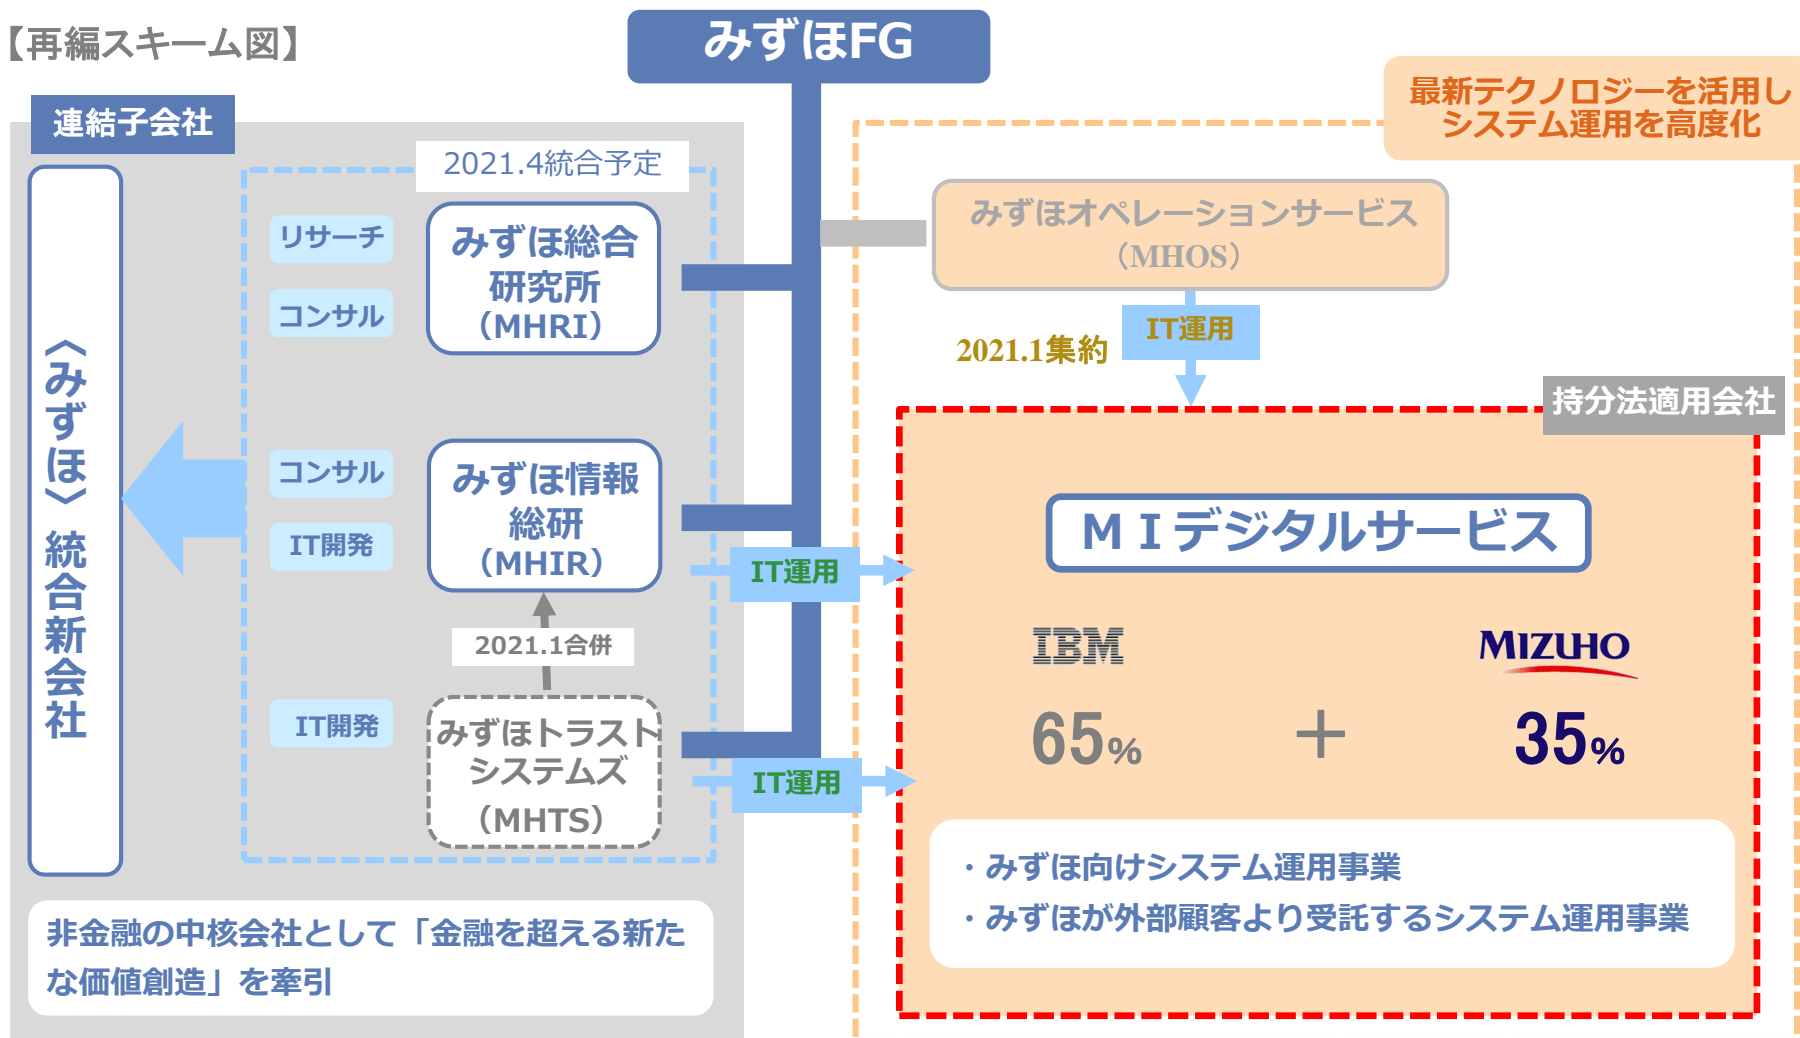 【再編スキーム図】
みずほFG
連結子会社
2021.4統合予定
〈みずほ〉統合新会社
リサーチ
コンサル
みずほ総合
研究所
（MHRI）
コンサル
IT開発
みずほ情報
総研
（MHIR）
IT運用
2021.1合併
IT開発
みずほトラスト
システムズ
（MHTS）
IT運用
非金融の中核会社として「金融を超える新た
な価値創造」を牽引
最新テクノロジーを活用し
システム運用を高度化
みずほオペレーションサービス
（MHOS）
IT運用
2021.1集約
持分法適用会社
ＭＩデジタルサービス
IBM
MIZUHO
65%
＋
35%
・みずほ向けシステム運用事業
・みずほが外部顧客より受託するシステム運用事業